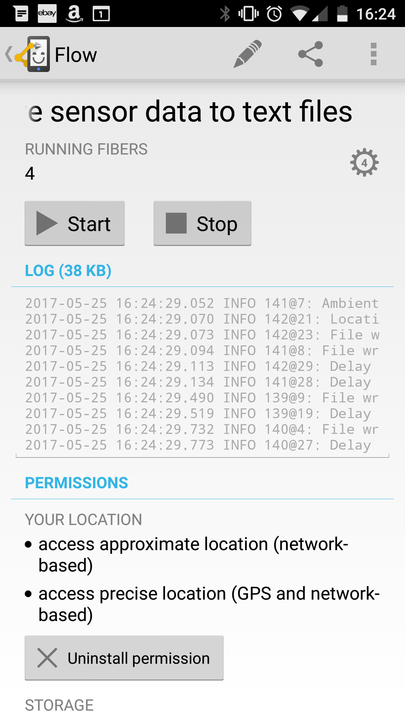 ebay a 16:24
Flow
e sensor data to text files
RUNNING FIBERS
4
4
Start Stop
LOG (38 KB)
2017-05-25 16:24:29.052 INFO 141@7: Ambient
2017-05-25 16:24:29.070 INFO 142@21: Locati
2017-05-25 16:24:29.073 INFO 142@23: File w
2017-05-25 16:24:29.094 INFO 141@8: File wr
2017-05-25 16:24:29.113 INFO 142@29: Delay
2017-05-25 16:24:29.134 INFO 141@28: Delay
2017-05-25 16:24:29.490 INFO 139@9: File wr
2017-05-25 16:24:29.519 INFO 139@19: Delay
2017-05-25 16:24:29.732 INFO 140@4: File wr
2017-05-25 16:24:29.773 INFO 140@27: Delay
PERMISSIONS
YOUR LOCATION
• access approximate location (network-
based)
• access precise location (GPS and network-
based)
Uninstall permission
STORAGE